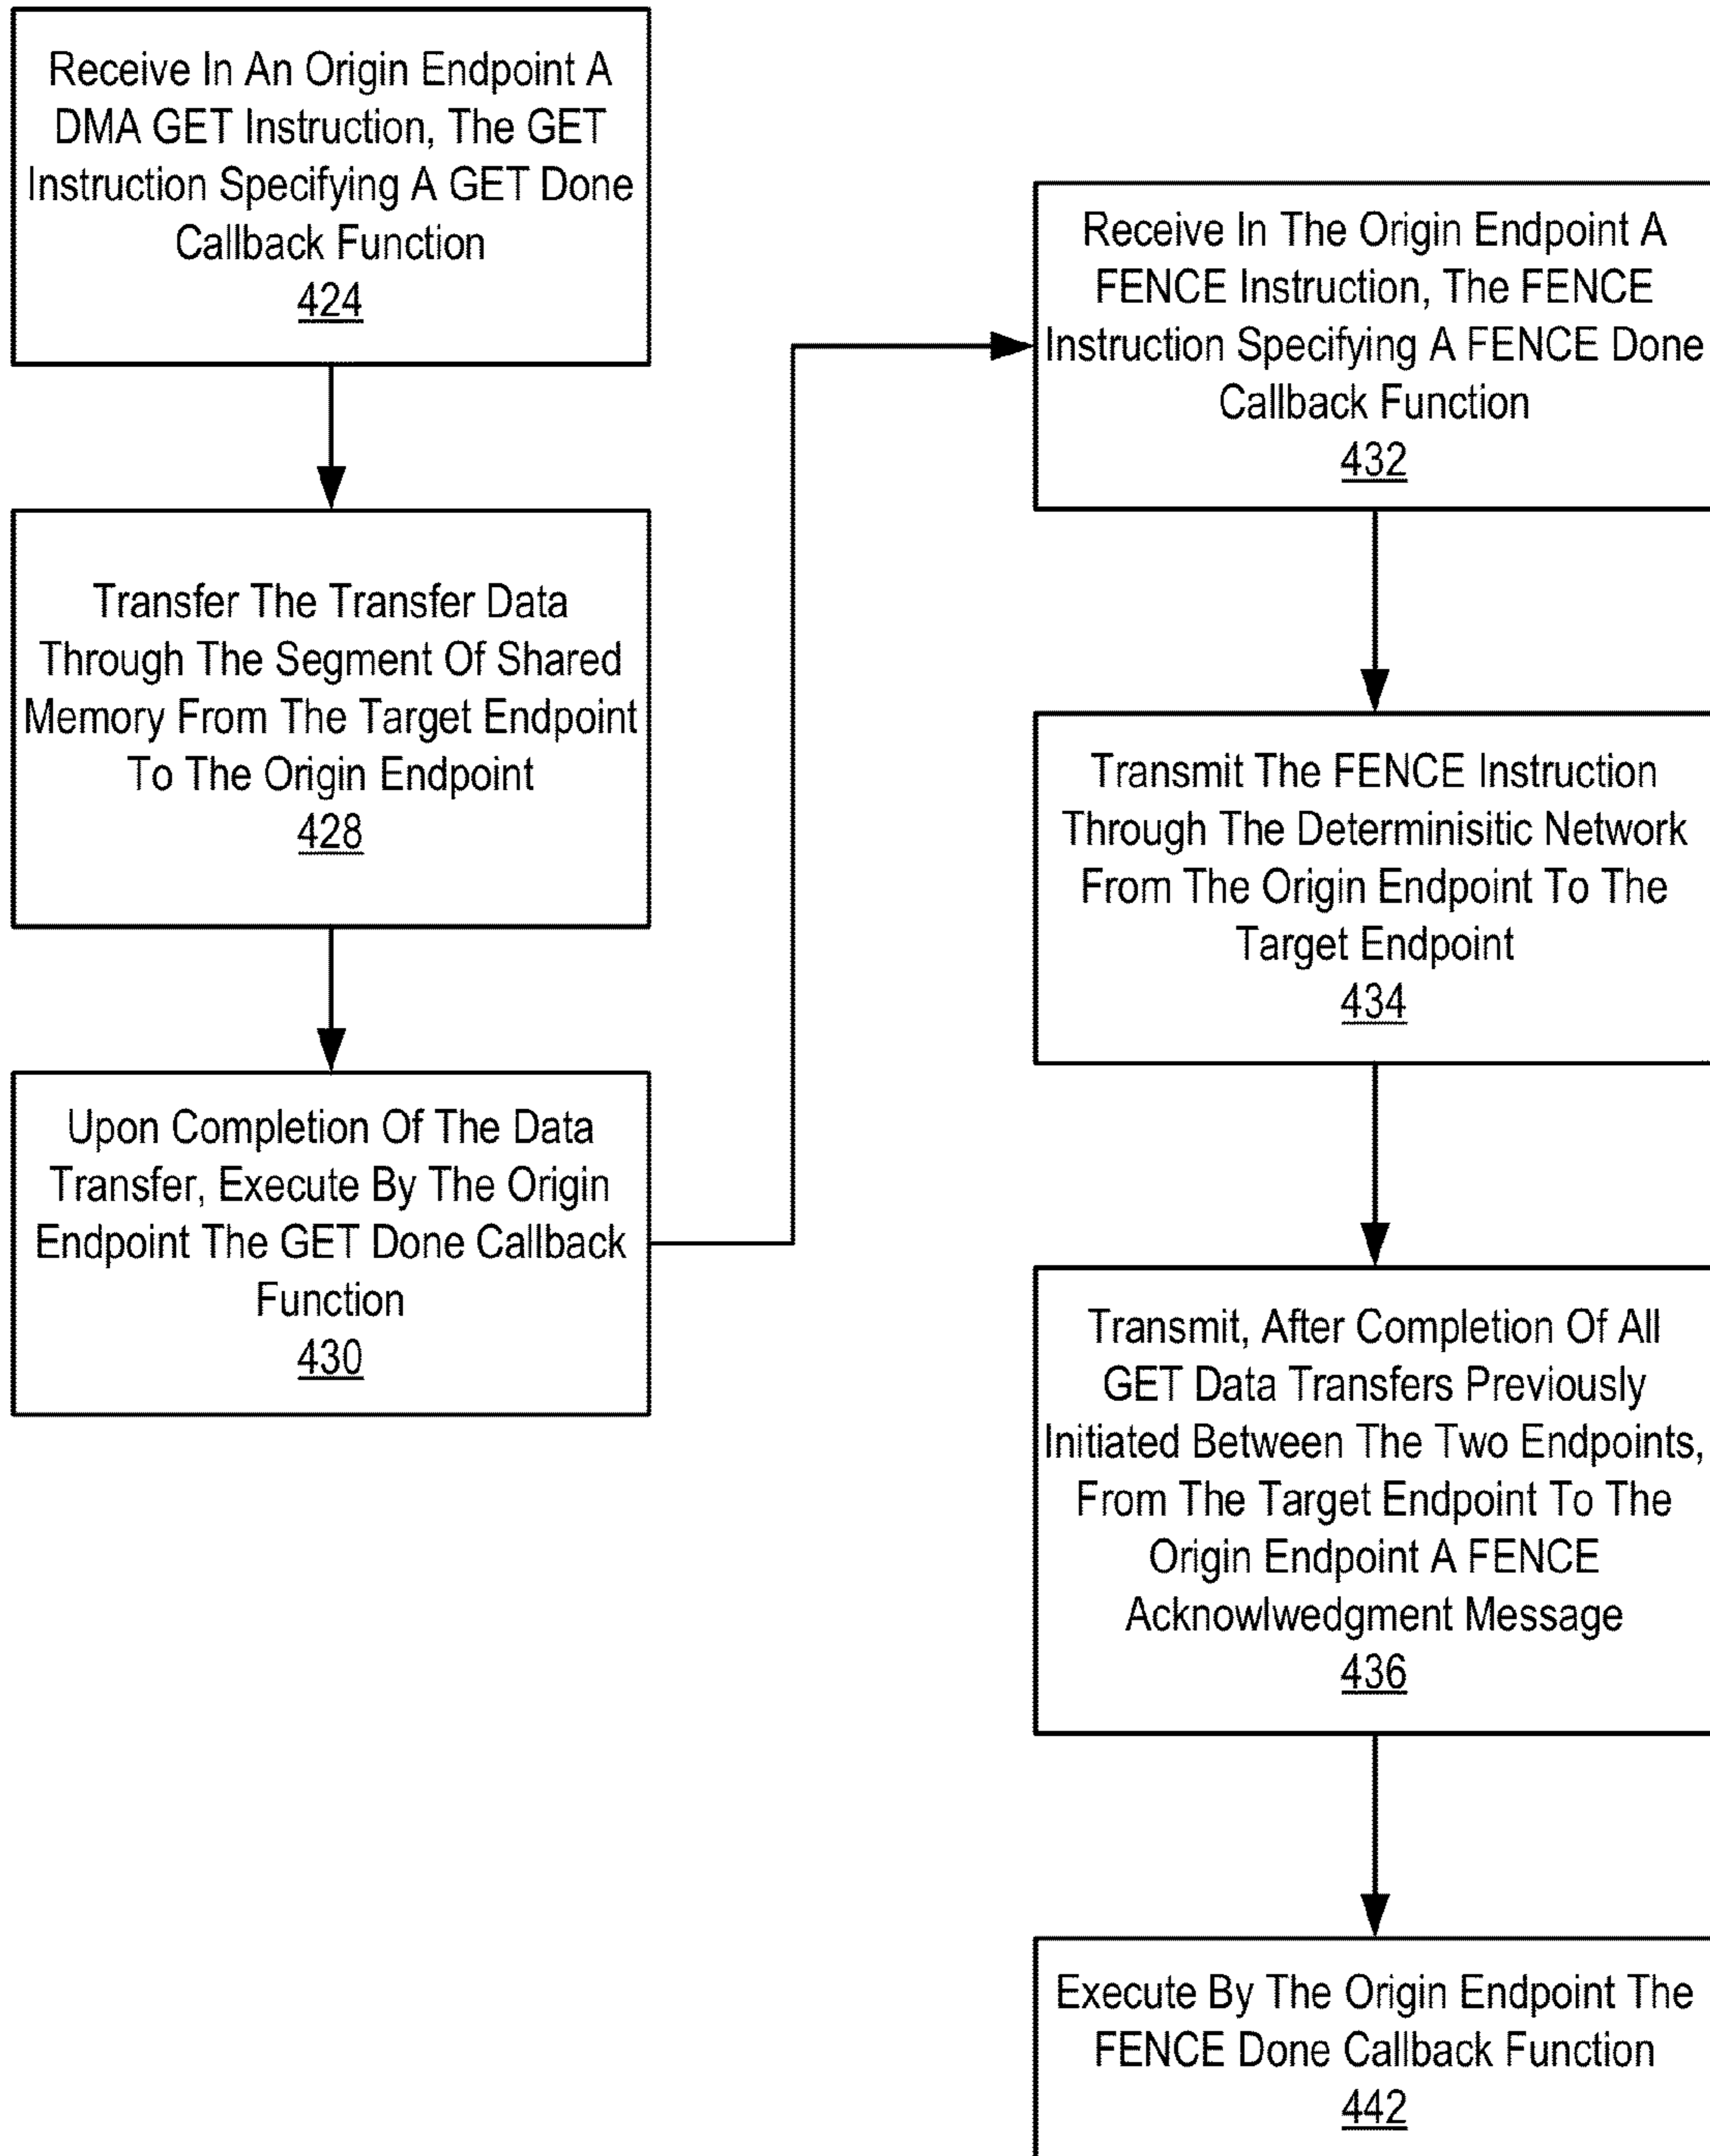 Receive In An Origin Endpoint A
DMA GET Instruction, The GET
Instruction Specifying A GET Done
Callback Function
424
Transfer The Transfer Data
Through The Segment Of Shared
Memory From The Target Endpoint
To The Origin Endpoint
428
Upon Completion Of The Data
Transfer, Execute By The Origin
Endpoint The GET Done Callback
Function
430
Receive In The Origin Endpoint A
FENCE Instruction, The FENCE
Instruction Specifying A FENCE Done
Callback Function
432
Transmit The FENCE Instruction
Through The Determinisitic Network
From The Origin Endpoint To The
Target Endpoint
434
Transmit, After Completion Of All
GET Data Transfers Previously
Initiated Between The Two Endpoints,
From The Target Endpoint To The
Origin Endpoint A FENCE
Acknowlwedgment Message
436
Execute By The Origin Endpoint The
FENCE Done Callback Function
442